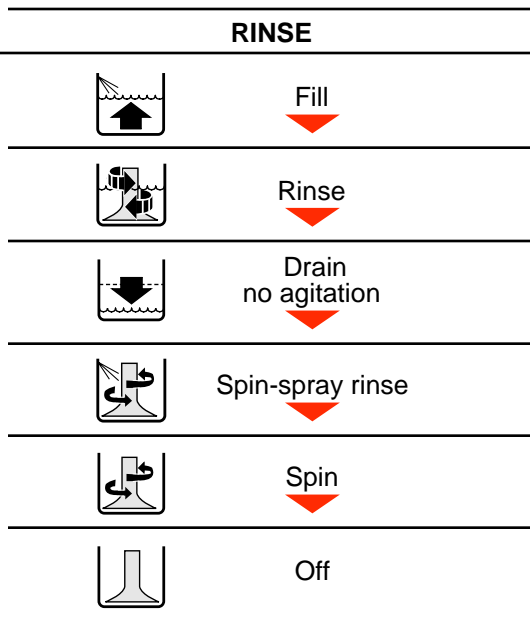 RINSE
Fill
Rinse
Drain
no agitation
Spin-spray rinse
Spin
Off